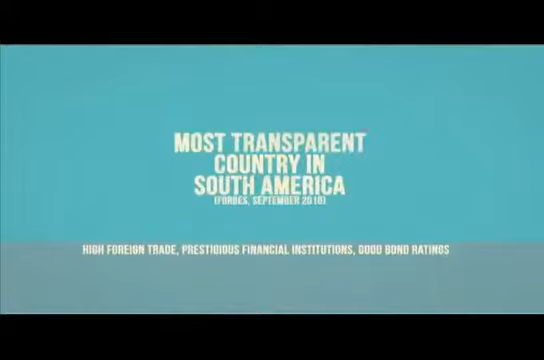 MOST TRANSPARENT
COUNTRY IN
SOUTH AMERICA
(FORBES, SEPTEMBER 2010)
HIGH FOREIGN TRADE, PRESTIGIOUS FINANCIAL INSTITUTIONS, GOOD BOND RATINGS